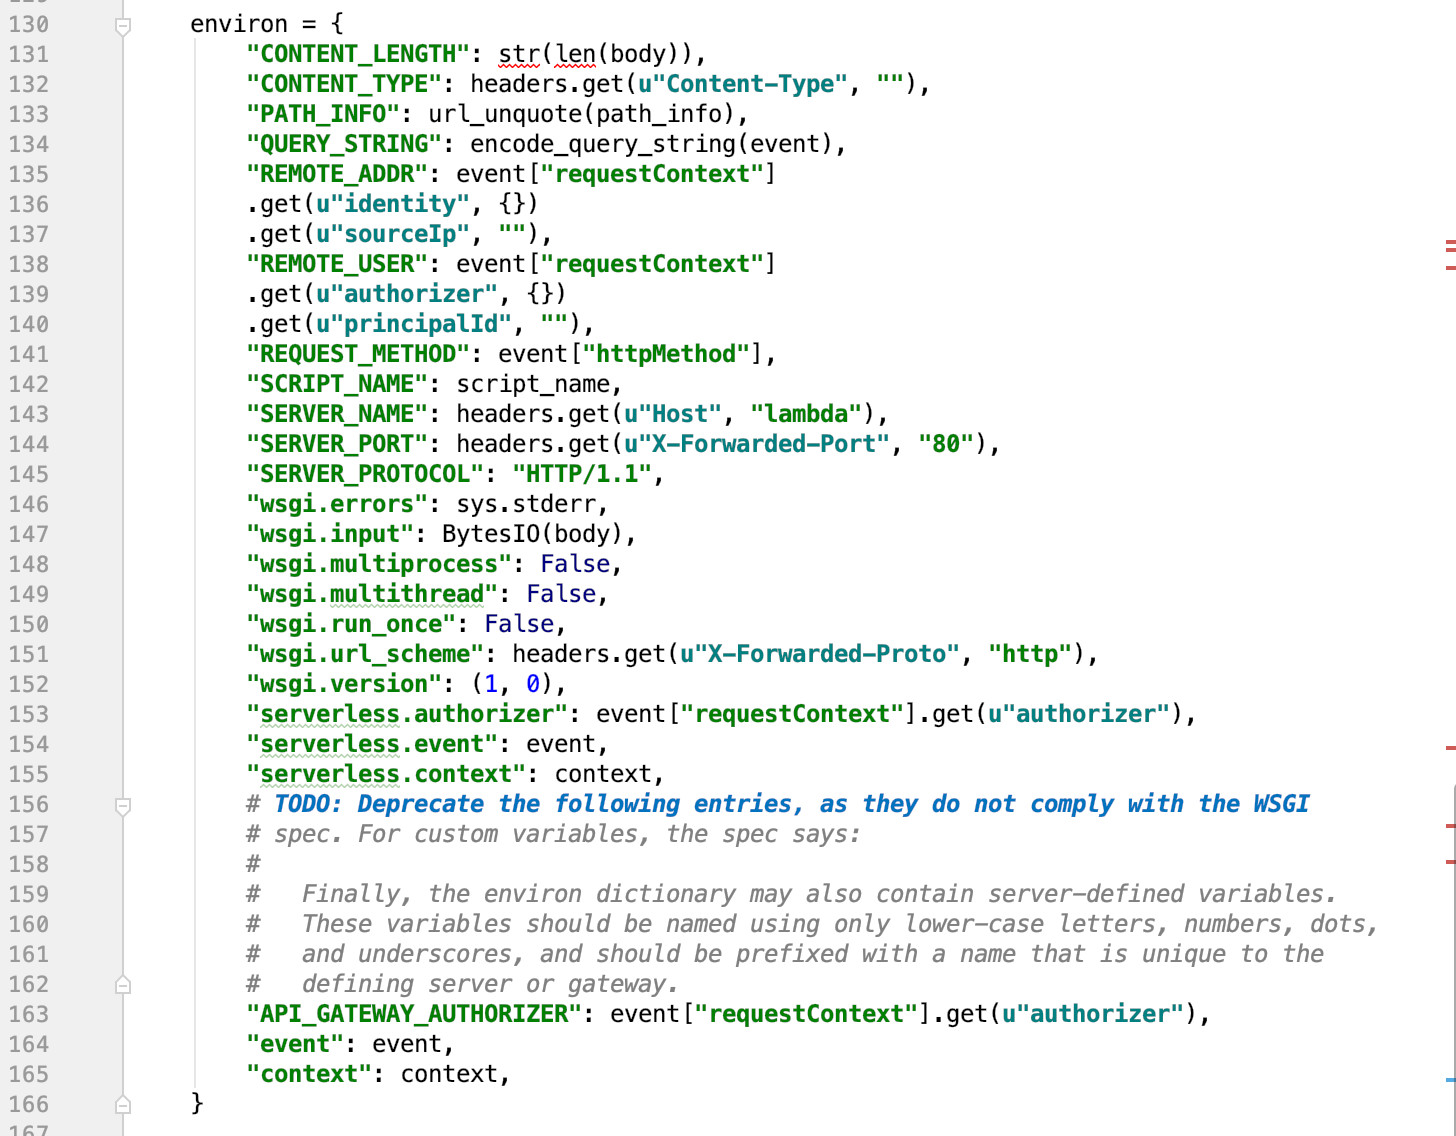 130 environ = {
131 "CONTENT_LENGTH": str(len(body)),
132 "CONTENT_TYPE": headers.get(u"Content-Type", ""),
133 "PATH_INFO": url_unquote(path_info),
134 "QUERY_STRING": encode_query_string(event),
135 "REMOTE_ADDR": event["requestContext"]
136 .get(u"identity", {})
137 .get(u"sourceIp", ""),
138 "REMOTE_USER": event["requestContext"]
139 .get(u"authorizer", {})
140 .get(u"principalId", ""),
141 "REQUEST_METHOD": event["httpMethod"],
142 "SCRIPT_NAME": script_name,
143 "SERVER_NAME": headers.get(u"Host", "lambda"),
144 "SERVER_PORT": headers.get(u"X-Forwarded-Port", "80"),
145 "SERVER_PROTOCOL": "HTTP/1.1",
146 "wsgi.errors": sys.stderr,
147 "wsgi.input": BytesIO(body),
148 "wsgi.multiprocess": False,
149 "wsgi.multithread": False,
150 "wsgi.run_once": False,
151 "wsgi.url_scheme": headers.get(u"X-Forwarded-Proto", "http"),
152 "wsgi.version": (1, 0),
153 "serverless.authorizer": event["requestContext"].get(u"authorizer"),
154 "serverless.event": event,
155 "serverless.context": context,
156 # TODO: Deprecate the following entries, as they do not comply with the WSGI
157 # spec. For custom variables, the spec says:
158 #
159 #   Finally, the environ dictionary may also contain server-defined variables.
160 #   These variables should be named using only lower-case letters, numbers, dots,
161 #   and underscores, and should be prefixed with a name that is unique to the
162 #   defining server or gateway.
163 "API_GATEWAY_AUTHORIZER": event["requestContext"].get(u"authorizer"),
164 "event": event,
165 "context": context,
166 }
167